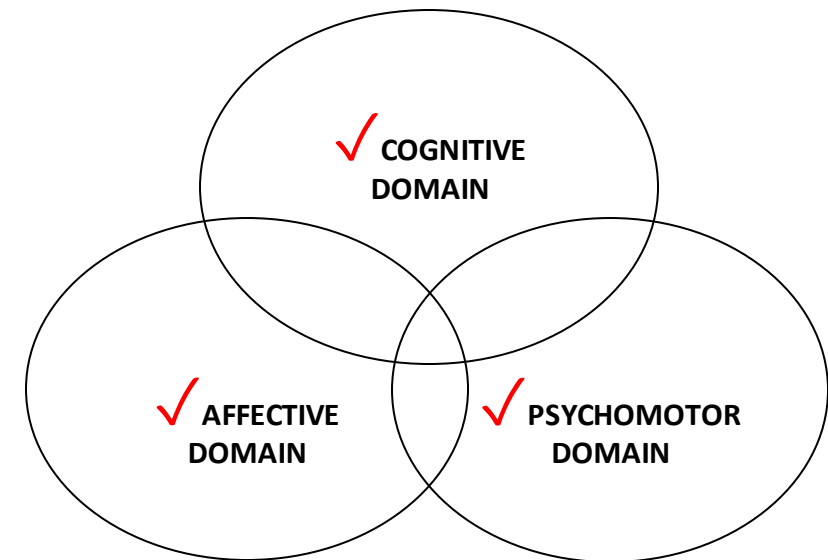 COGNITIVE
DOMAIN
AFFECTIVE
DOMAIN
PSYCHOMOTOR
DOMAIN